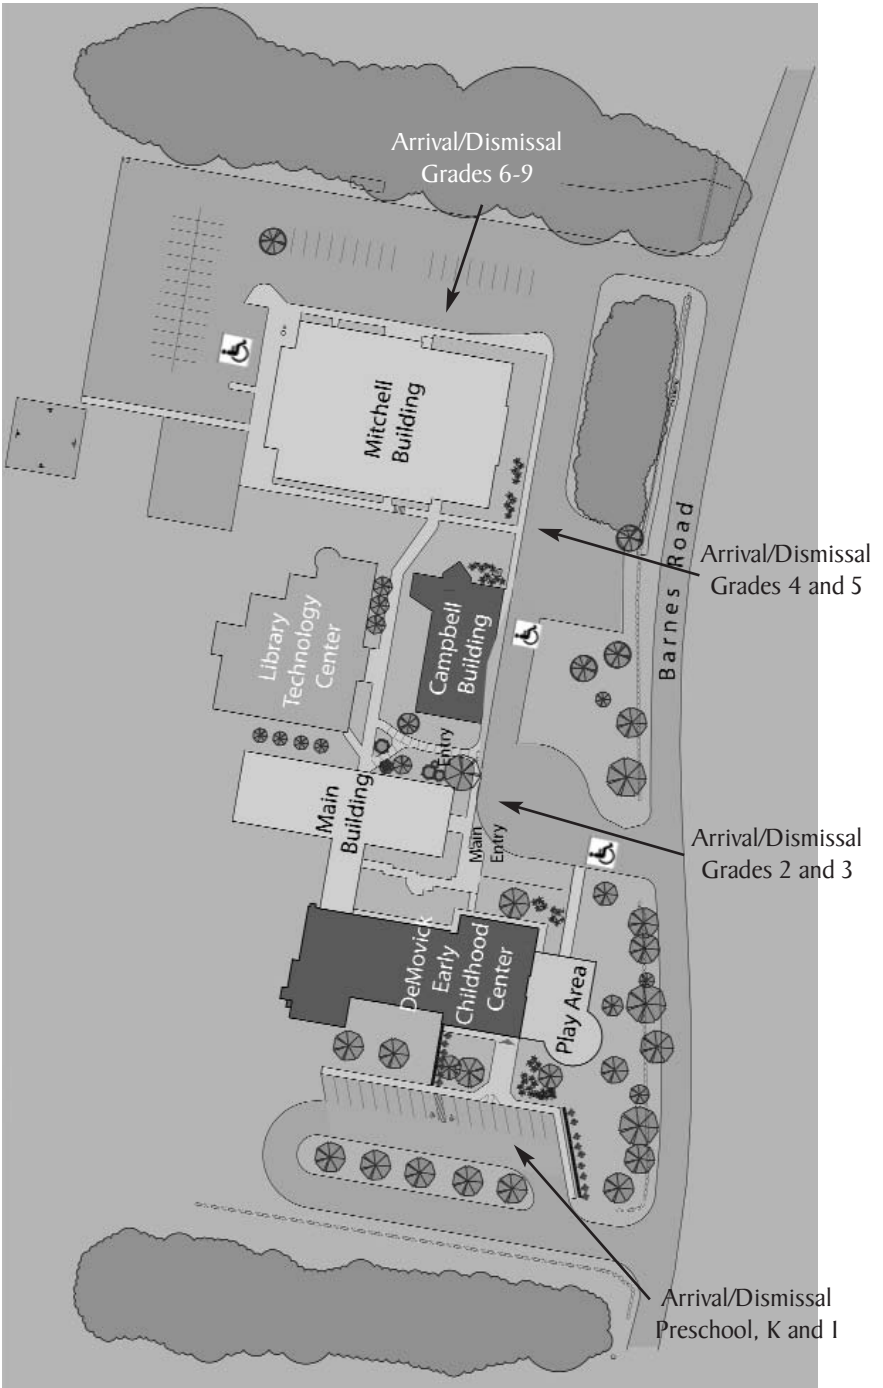 Arrival/Dismissal
Grades 6-9
Mitchell
Building
Arrival/Dismissal
Grades 4 and 5
Barnes Road
Library
Technology
Center
Campbell
Building
Entry
Main
Building
Main
Entry
Arrival/Dismissal
Grades 2 and 3
DeMovick
Early
Childhood
Center
Play Area
Arrival/Dismissal
Preschool, K and I